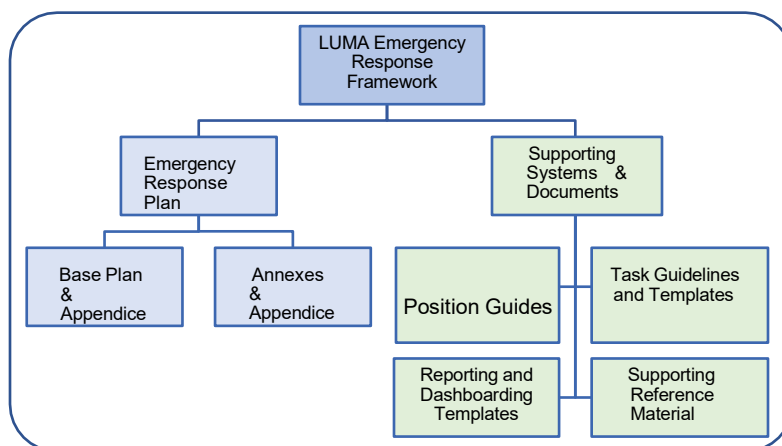 LUMA Emergency
Response
Framework
Emergency
Response
Plan
Supporting
Systems &
Documents
Base Plan
&
Appendice
Annexes
&
Appendice
Position Guides
Task Guidelines
and Templates
Reporting and
Dashboarding
Templates
Supporting
Reference
Material